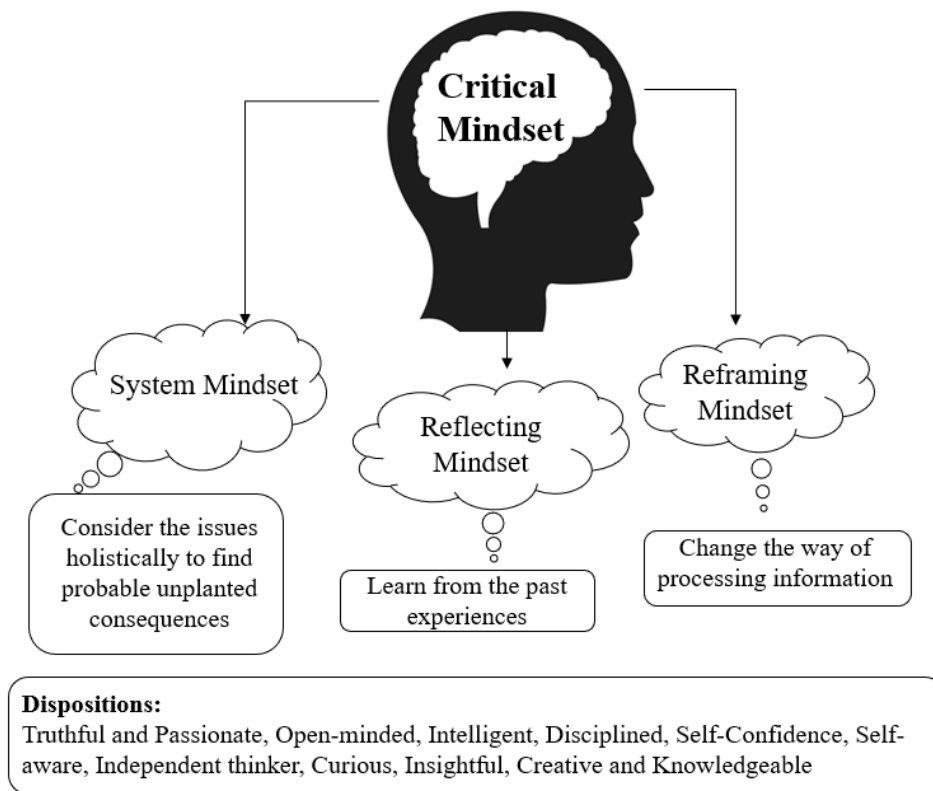 Critical
Mindset
System Mindset
Reflecting
Mindset
Reframing
Mindset
Consider the issues
holistically to find
probable unplanted
consequences
Learn from the past
experiences
Change the way of
processing information
Dispositions:
Truthful and Passionate, Open-minded, Intelligent, Disciplined, Self-Confidence, Self-
aware, Independent thinker, Curious, Insightful, Creative and Knowledgeable